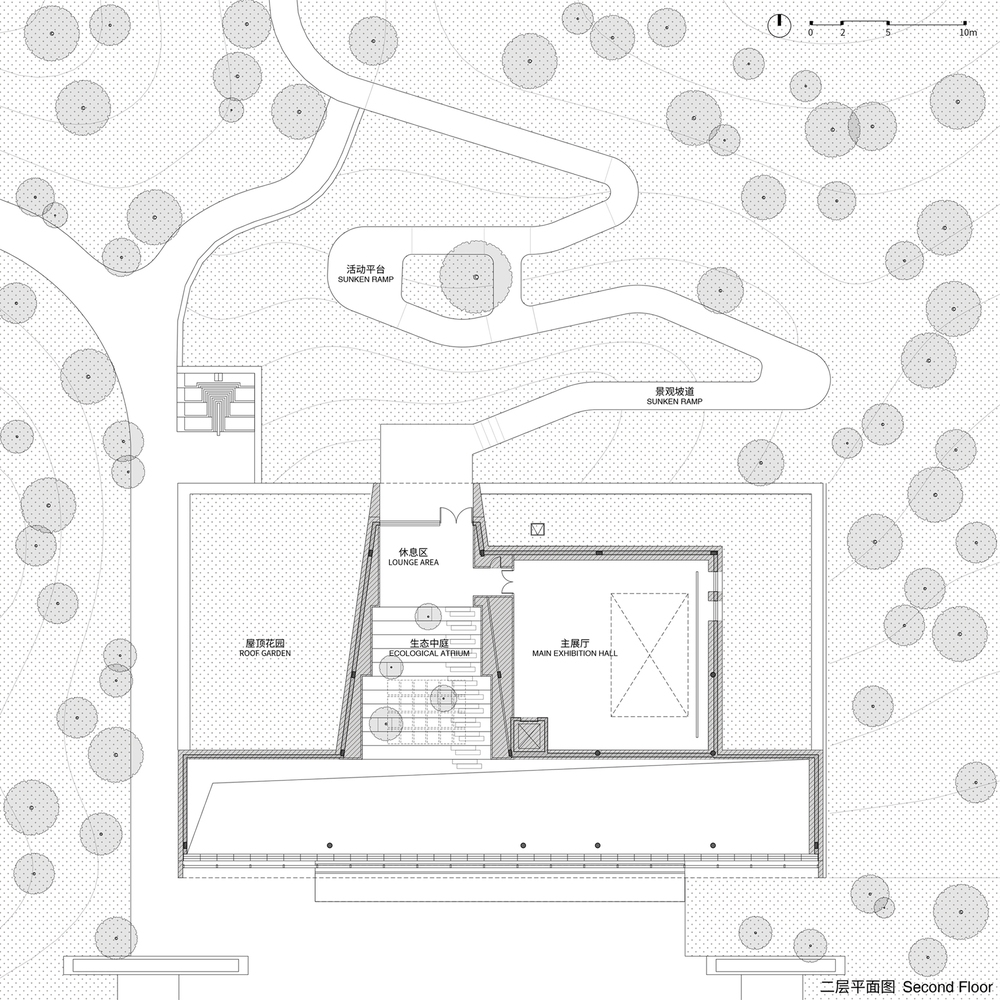 0 2 5 10m
活动平台
SUNKEN RAMP
景观坡道
SUNKEN RAMP
休息区
LOUNGE AREA
屋顶花园
ROOF GARDEN
生态中庭
ECOLOGICAL ATRIUM
主展厅
MAIN EXHIBITION HALL
二层平面图 Second Floor